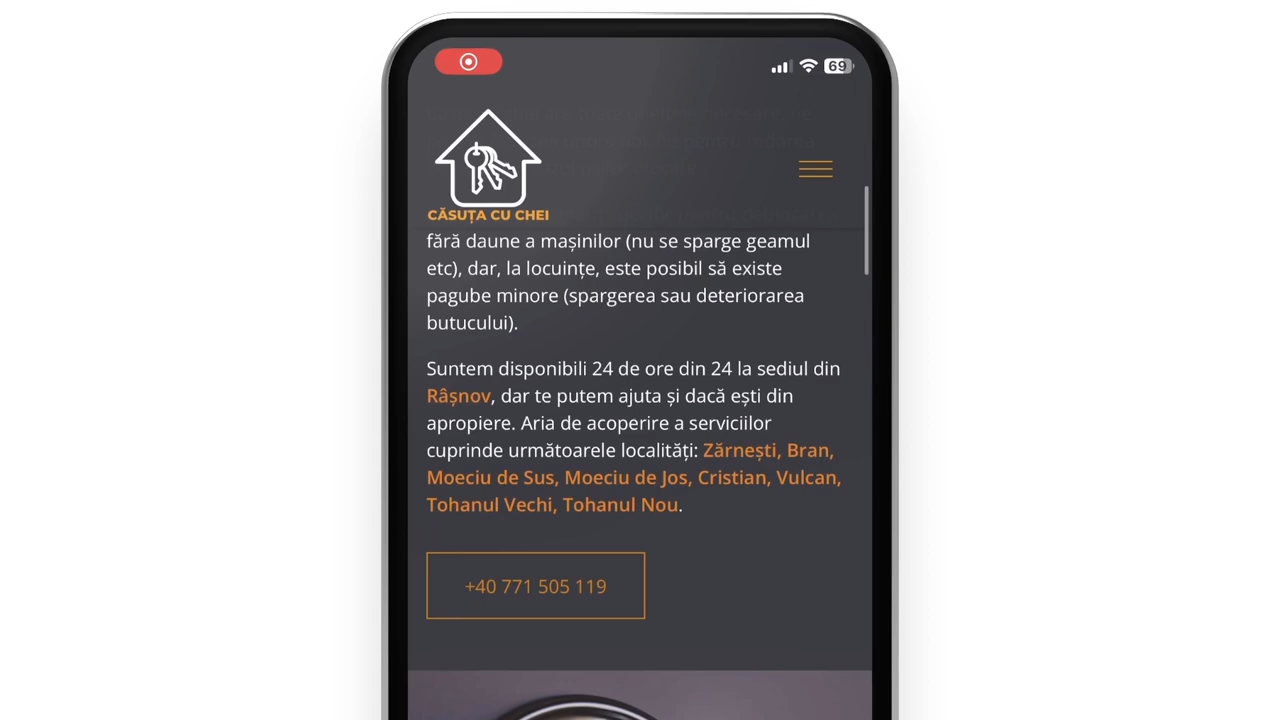 69
CĂSUȚA CU CHEI
fără daune a mașinilor (nu se sparge geamul
etc), dar, la locuințe, este posibil să existe
pagube minore (spargerea sau deteriorarea
butucului).
Suntem disponibili 24 de ore din 24 la sediul din
Râșnov, dar te putem ajuta și dacă ești din
apropiere. Aria de acoperire a serviciilor
cuprinde următoarele localități: Zărnești, Bran,
Moeciu de Sus, Moeciu de Jos, Cristian, Vulcan,
Tohanul Vechi, Tohanul Nou.
+40 771 505 119